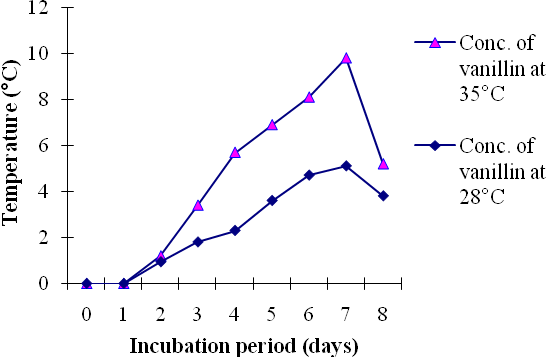 12
10
8
6
4
2
0
Temperature (°C)
0 1 2 3 4 5 6 7 8
Incubation period (days)
Conc. of
vanillin at
35°C
Conc. of
vanillin at
28°C